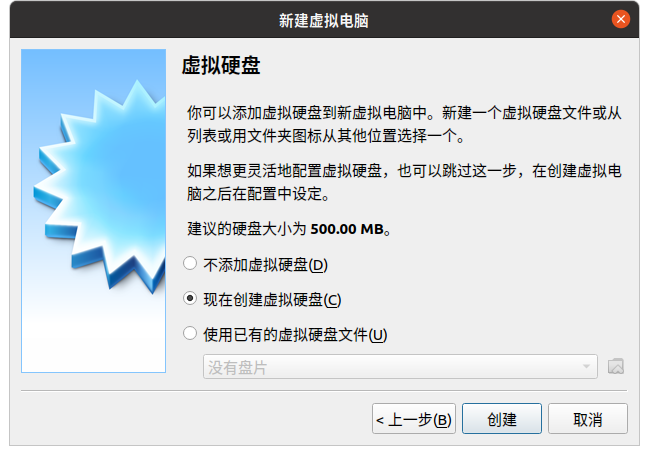 新建虚拟电脑
虚拟硬盘
你可以添加虚拟硬盘到新虚拟电脑中。新建一个虚拟硬盘文件或从
列表或用文件夹图标从其他位置选择一个。
如果想更灵活地配置虚拟硬盘，也可以跳过这一步，在创建虚拟电
脑之后在配置中设定。
建议的硬盘大小为 500.00 MB。
不添加虚拟硬盘(D)
现在创建虚拟硬盘(C)
使用已有的虚拟硬盘文件(U)
没有盘片
< 上一步(B)
创建
取消